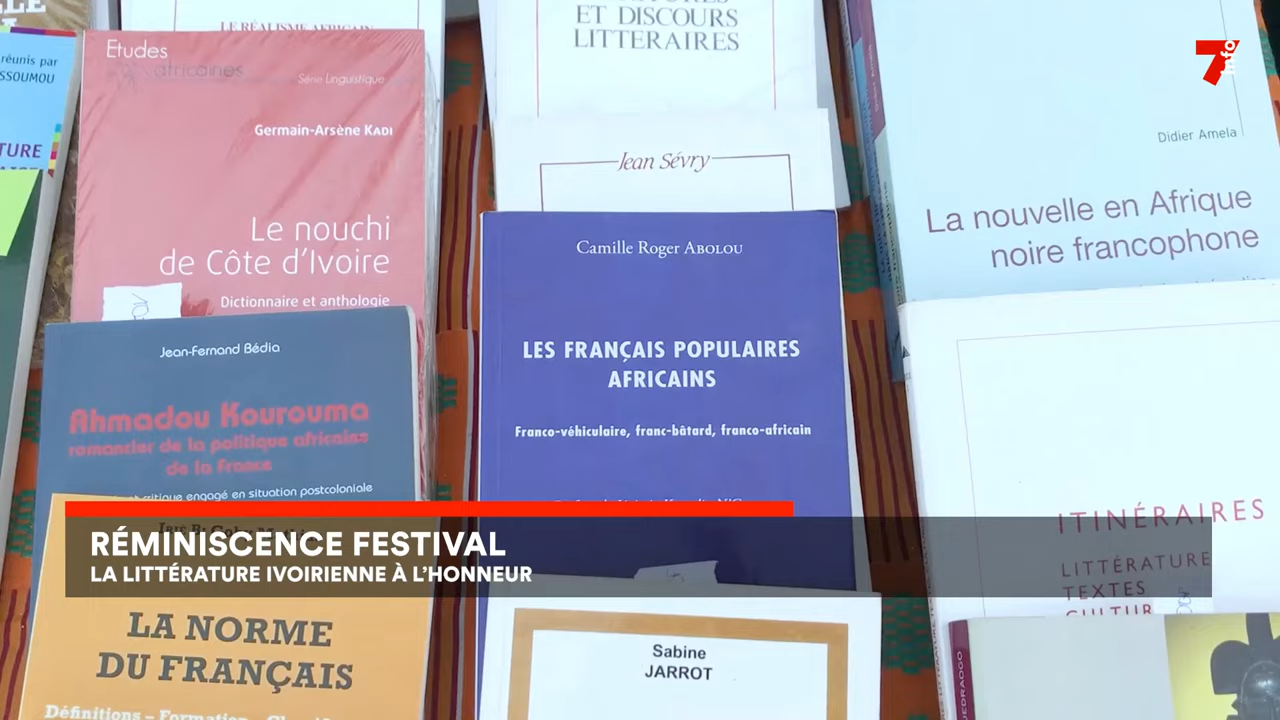 LE RÉALISME AFRICAIN
ET DISCOURS
LITTERAIRES
7info
réunis par
SSOUMOU
TURE
Etudes
africaines
Série Linguistique
Germain-Arsène KADI
Le nouchi
de Côte d'Ivoire
Dictionnaire et anthologie
Jean Sévry
Didier Amela
La nouvelle en Afrique
noire francophone
Camille Roger ABOLOU
LES FRANÇAIS POPULAIRES
AFRICAINS
Franco-véhiculaire, franc-bâtard, franco-africain
Jean-Fernand Bédia
Ahmadou Kourouma
romancier de la politique africaine
de la France
critique engagé en situation postcoloniale
ITINÉRAIRES
LITTÉRATURE
TEXTES
CULTUR
RÉMINISCENCE FESTIVAL
LA LITTÉRATURE IVOIRIENNE À L'HONNEUR
LA NORME
DU FRANÇAIS
Définitions – Formation
Sabine
JARROT
UEDRAOGO